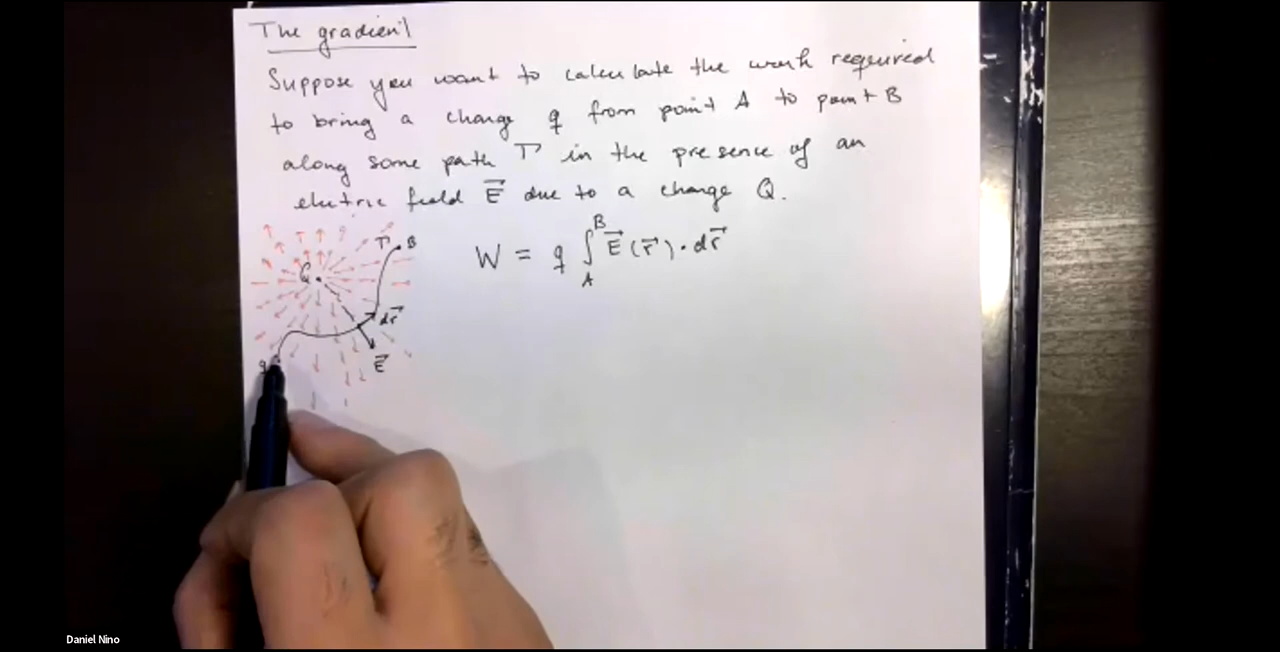 The gradient
Suppose you want to calculate the work required
to bring a charge q from point A to point B
along some path Γ in the presence of an
electric field E⃗ due to a charge Q.
W = q ∫_A^B E⃗(r⃗) · dr⃗
Γ B
Q
dr⃗
q
E⃗
Daniel Nino